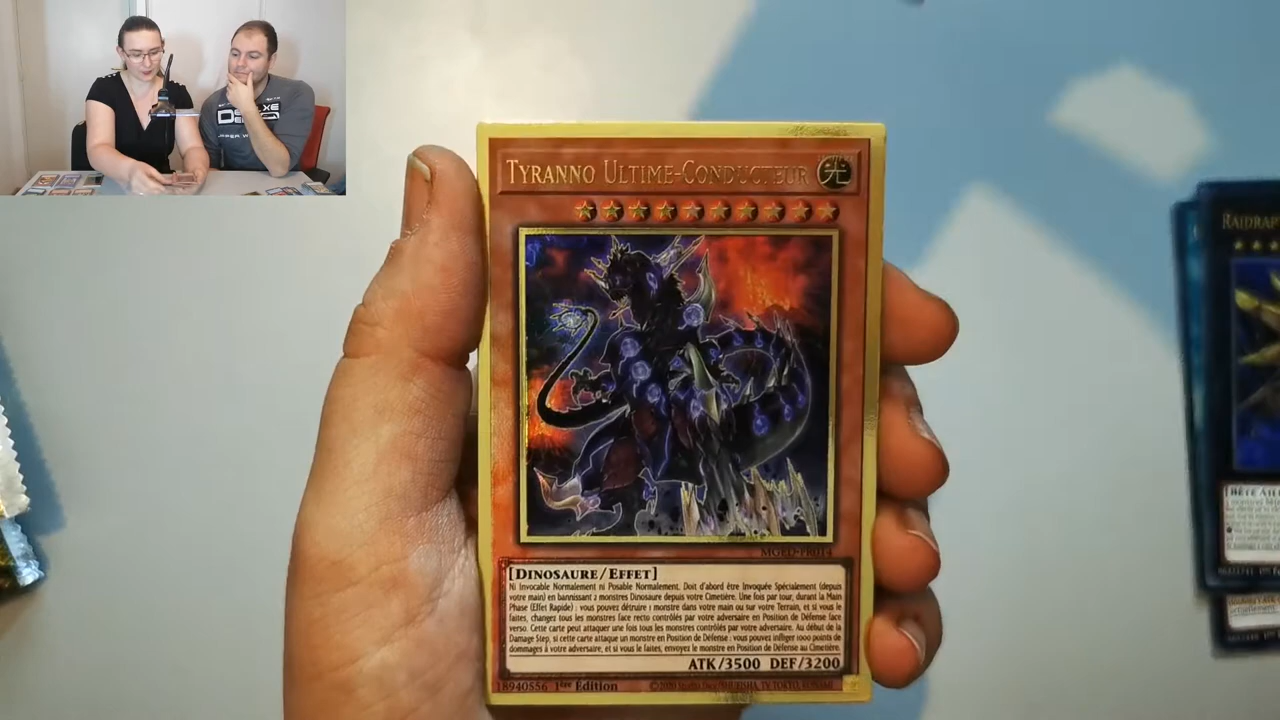 TYRANNO ULTIME-CONDUCTEUR
MGED-FR014
[DINOSAURE/EFFET]
Ni Invocable Normalement ni Posable Normalement. Doit d'abord être Invoquée Spécialement (depuis
votre main) en bannissant 2 monstres Dinosaure depuis votre Cimetière. Une fois par tour, durant la Main
Phase (Effet Rapide) : vous pouvez détruire 1 monstre dans votre main ou sur votre Terrain, et si vous le
faites, changez tous les monstres face recto contrôlés par votre adversaire en Position de Défense face
verso. Cette carte peut attaquer une fois tous les monstres contrôlés par votre adversaire. Au début de la
Damage Step, si cette carte attaque un monstre en Position de Défense : vous pouvez infliger 1000 points de
dommages à votre adversaire, et si vous le faites, envoyez le monstre en Position de Défense au Cimetière.
ATK/3500 DEF/3200
18940556 1ère Édition
RAIDRAP